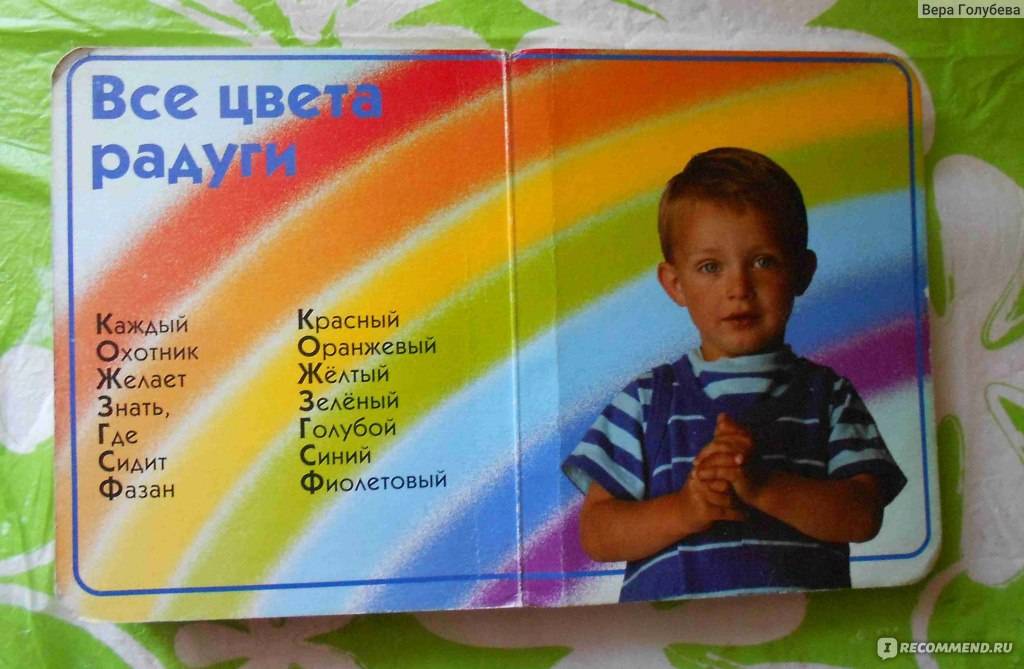 Вера Голубева
Все цвета
радуги
Каждый
Охотник
Желает
Знать,
Где
Сидит
Фазан
Красный
Оранжевый
Жёлтый
Зелёный
Голубой
Синий
Фиолетовый
IRECOMMEND.RU